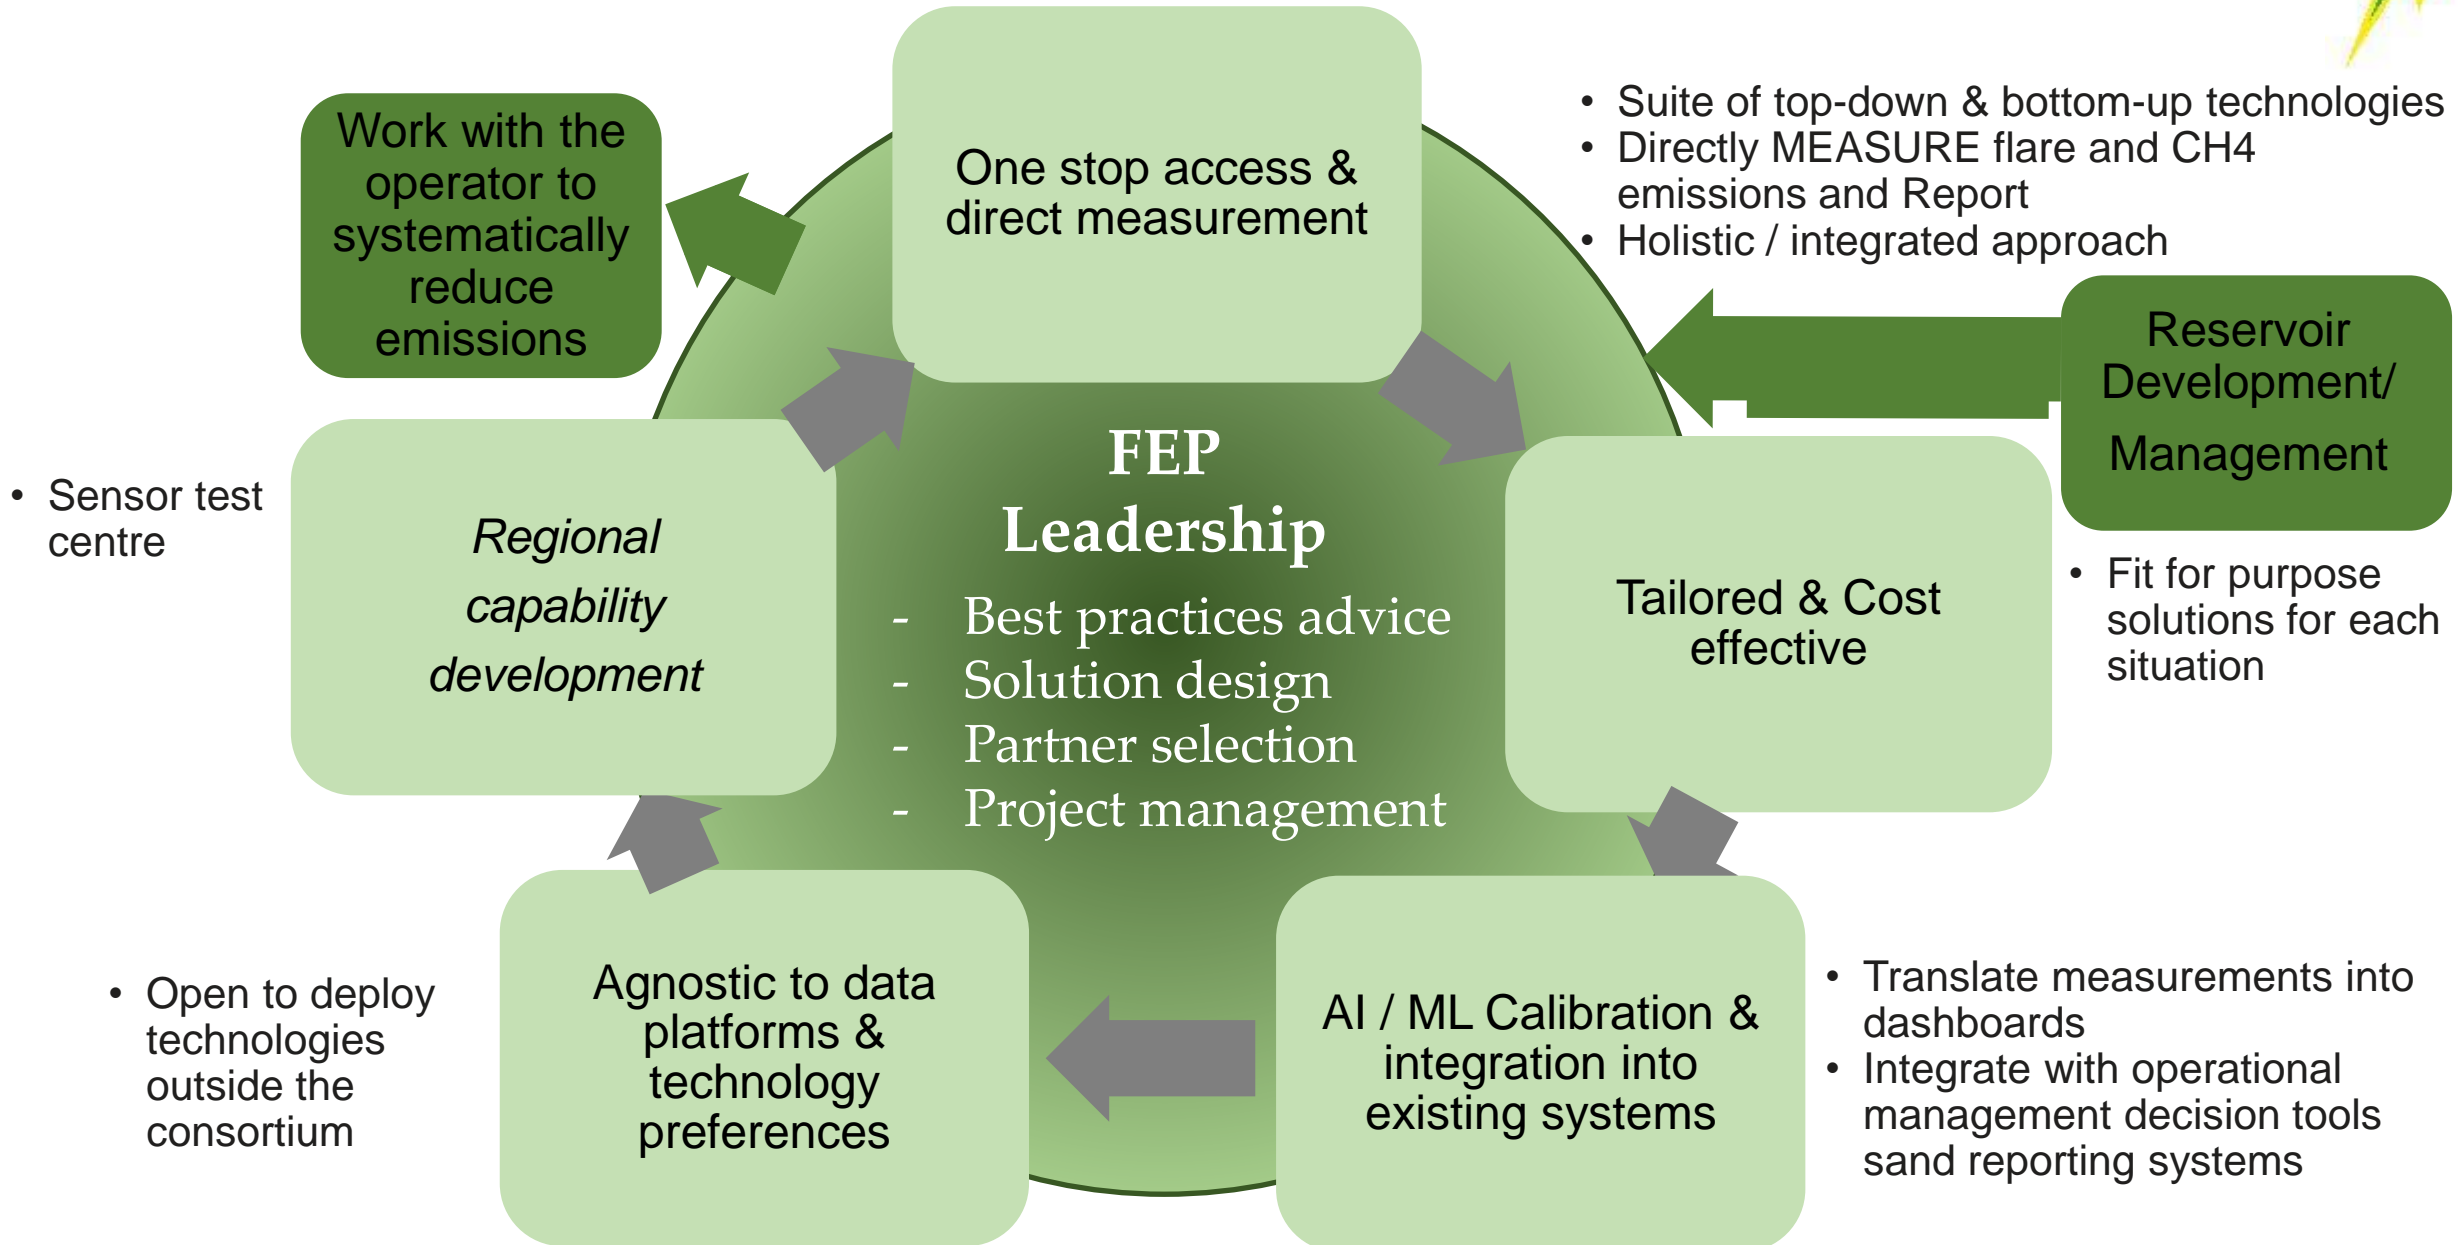 One stop access &
direct measurement
• Suite of top-down & bottom-up technologies
• Directly MEASURE flare and CH4
emissions and Report
• Holistic / integrated approach
Work with the
operator to
systematically
reduce
emissions
Reservoir
Development/
Management
FEP
Leadership
- Best practices advice
- Solution design
- Partner selection
- Project management
• Sensor test
centre
Regional
capability
development
Tailored & Cost
effective
• Fit for purpose
solutions for each
situation
• Open to deploy
technologies
outside the
consortium
Agnostic to data
platforms &
technology
preferences
AI / ML Calibration &
integration into
existing systems
• Translate measurements into
dashboards
• Integrate with operational
management decision tools
sand reporting systems